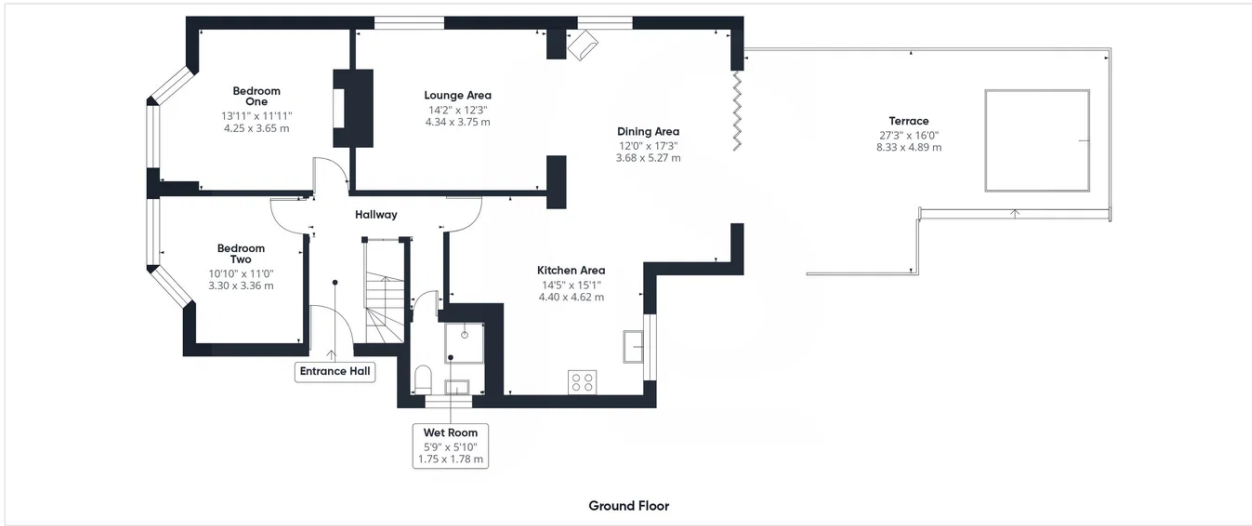 Bedroom
One
13'11" x 11'11"
4.25 x 3.65 m
Lounge Area
14'2" x 12'3"
4.34 x 3.75 m
Dining Area
12'0" x 17'3"
3.68 x 5.27 m
Terrace
27'3" x 16'0"
8.33 x 4.89 m
Hallway
Bedroom
Two
10'10" x 11'0"
3.30 x 3.36 m
Kitchen Area
14'5" x 15'1"
4.40 x 4.62 m
Entrance Hall
Wet Room
5'9" x 5'10"
1.75 x 1.78 m
Ground Floor